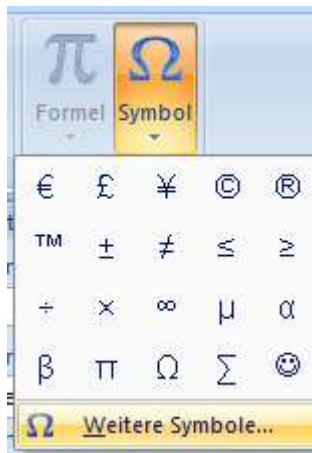 π Ω
Formel Symbol
€ £ ¥ © ®
™ ± ≠ ≤ ≥
÷ × ∞ µ α
β π Ω ∑ ☺
Ω Weitere Symbole...